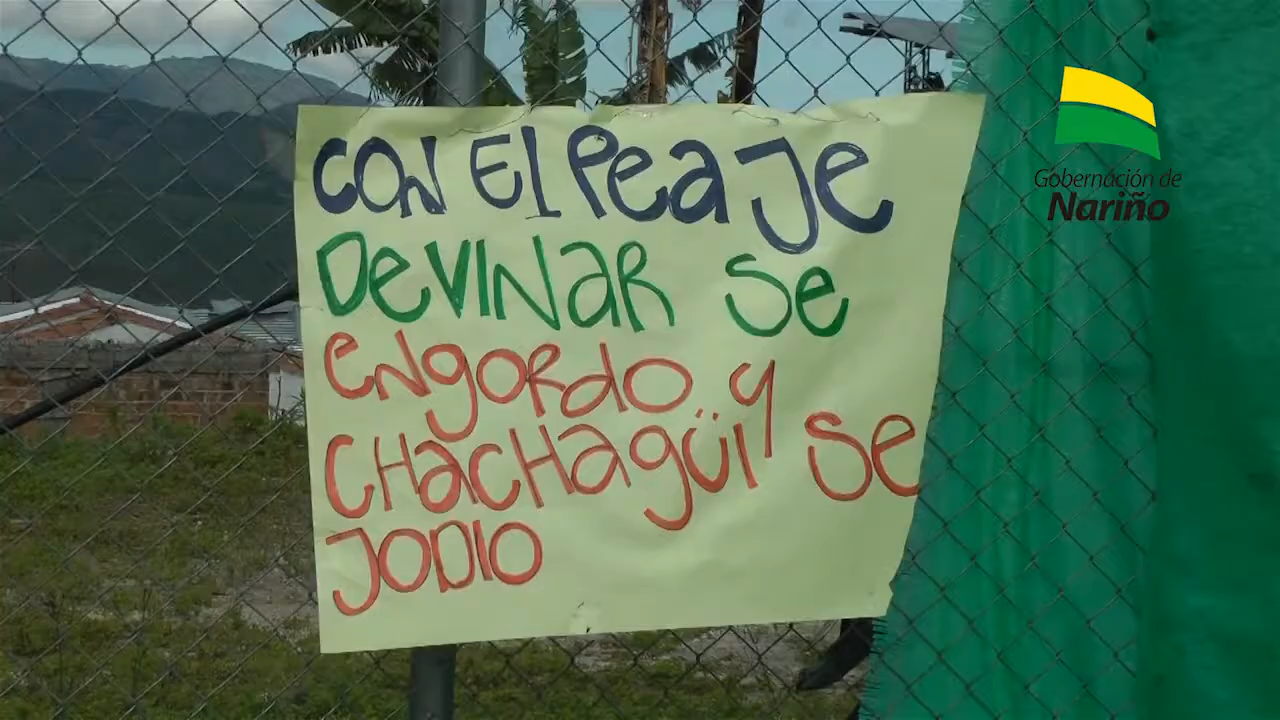 CON El PeaJe
DeVINaR Se
eNgORdO y
CHaCHagüi Se
JODIO
Gobernación de
Nariño